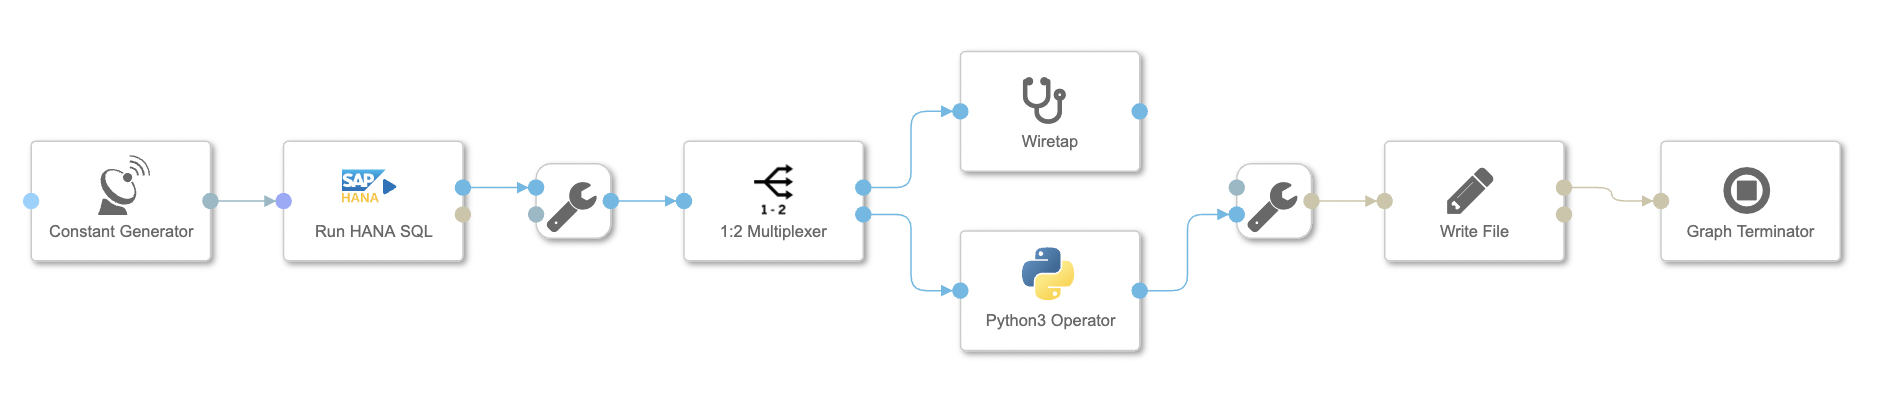 Constant Generator
SAP
HANA
Run HANA SQL
1 - 2
1:2 Multiplexer
Wiretap
Python3 Operator
Write File
Graph Terminator